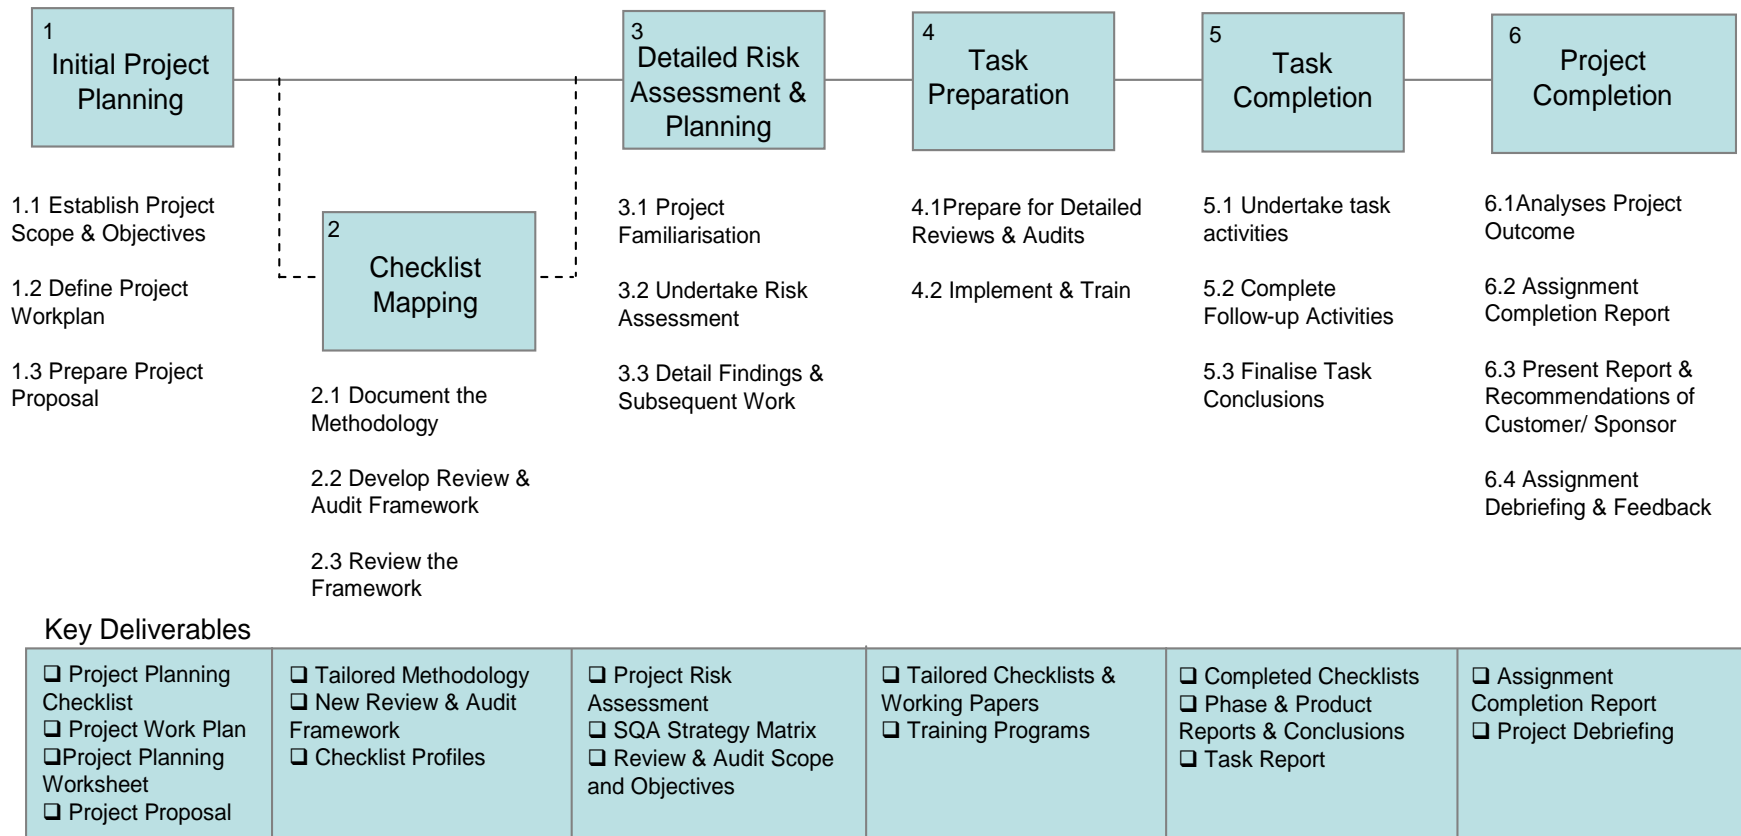 1
Initial Project
Planning
3
Detailed Risk
Assessment &
Planning
4
Task
Preparation
5
Task
Completion
6
Project
Completion
1.1 Establish Project
Scope & Objectives
1.2 Define Project
Workplan
1.3 Prepare Project
Proposal
2
Checklist
Mapping
2.1 Document the
Methodology
2.2 Develop Review &
Audit Framework
2.3 Review the
Framework
3.1 Project
Familiarisation
3.2 Undertake Risk
Assessment
3.3 Detail Findings &
Subsequent Work
4.1Prepare for Detailed
Reviews & Audits
4.2 Implement & Train
5.1 Undertake task
activities
5.2 Complete
Follow-up Activities
5.3 Finalise Task
Conclusions
6.1Analyses Project
Outcome
6.2 Assignment
Completion Report
6.3 Present Report &
Recommendations of
Customer/ Sponsor
6.4 Assignment
Debriefing & Feedback
Key Deliverables
❑ Project Planning
Checklist
❑ Project Work Plan
❑Project Planning
Worksheet
❑ Project Proposal
❑ Tailored Methodology
❑ New Review & Audit
Framework
❑ Checklist Profiles
❑ Project Risk
Assessment
❑ SQA Strategy Matrix
❑ Review & Audit Scope
and Objectives
❑ Tailored Checklists &
Working Papers
❑ Training Programs
❑ Completed Checklists
❑ Phase & Product
Reports & Conclusions
❑ Task Report
❑ Assignment
Completion Report
❑ Project Debriefing